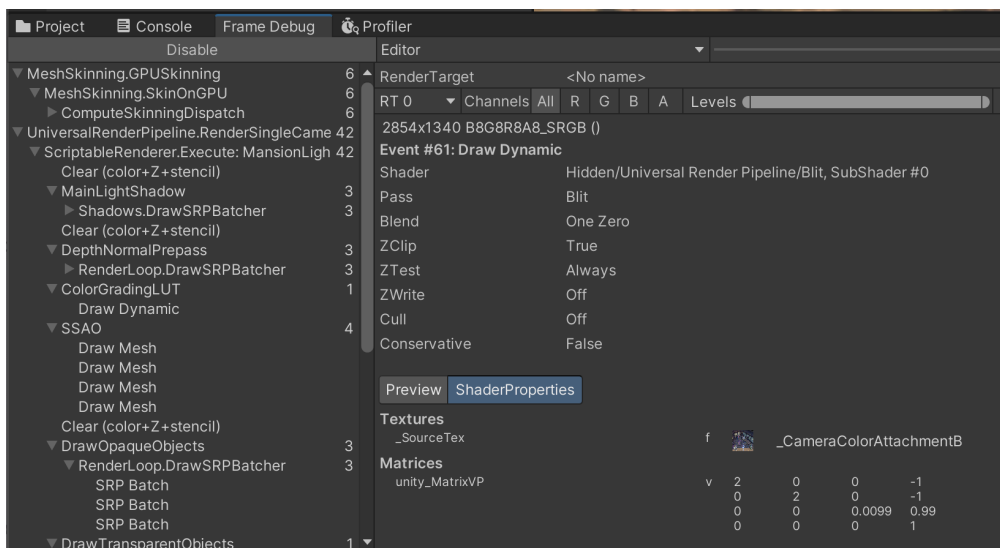 Project Console Frame Debug Profiler
Disable Editor
MeshSkinning.GPUSkinning 6
MeshSkinning.SkinOnGPU 6
ComputeSkinningDispatch 6
UniversalRenderPipeline.RenderSingleCame 42
ScriptableRenderer.Execute: MansionLigh 42
Clear (color+Z+stencil)
MainLightShadow 3
Shadows.DrawSRPBatcher 3
Clear (color+Z+stencil)
DepthNormalPrepass 3
RenderLoop.DrawSRPBatcher 3
ColorGradingLUT 1
Draw Dynamic
SSAO 4
Draw Mesh
Draw Mesh
Draw Mesh
Draw Mesh
Clear (color+Z+stencil)
DrawOpaqueObjects 3
RenderLoop.DrawSRPBatcher 3
SRP Batch
SRP Batch
SRP Batch
DrawTransparentObjects 1
RenderTarget <No name>
RT 0 Channels All R G B A Levels
2854x1340 B8G8R8A8_SRGB ()
Event #61: Draw Dynamic
Shader Hidden/Universal Render Pipeline/Blit, SubShader #0
Pass Blit
Blend One Zero
ZClip True
ZTest Always
ZWrite Off
Cull Off
Conservative False
Preview ShaderProperties
Textures
_SourceTex f _CameraColorAttachmentB
Matrices
unity_MatrixVP v 2 0 0 -1
0 2 0 -1
0 0 0.0099 0.99
0 0 0 1